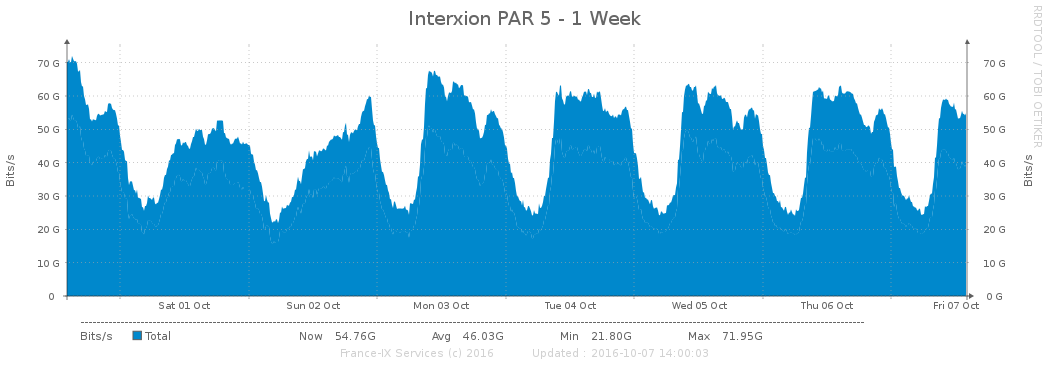 Interxion PAR 5 - 1 Week
RRDTOOL / TOBI OETIKER
Bits/s
70 G
60 G
50 G
40 G
30 G
20 G
10 G
0
70 G
60 G
50 G
40 G
30 G
20 G
10 G
0 G
Bits/s
Sat 01 Oct Sun 02 Oct Mon 03 Oct Tue 04 Oct Wed 05 Oct Thu 06 Oct Fri 07 Oct
Bits/s Total Now 54.76G Avg 46.03G Min 21.80G Max 71.95G
France-IX Services (c) 2016 Updated : 2016-10-07 14:00:03